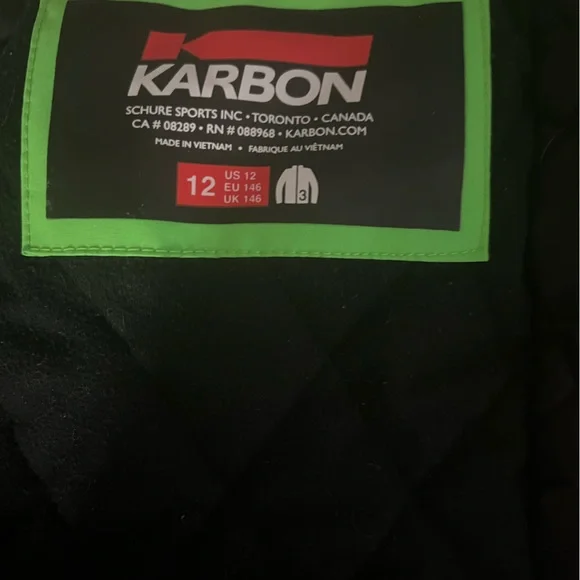 KARBON
SCHURE SPORTS INC • TORONTO • CANADA
CA # 08289 • RN # 088968 • KARBON.COM
MADE IN VIETNAM • FABRIQUE AU VIÊTNAM
12
US 12
EU 146
UK 146
3